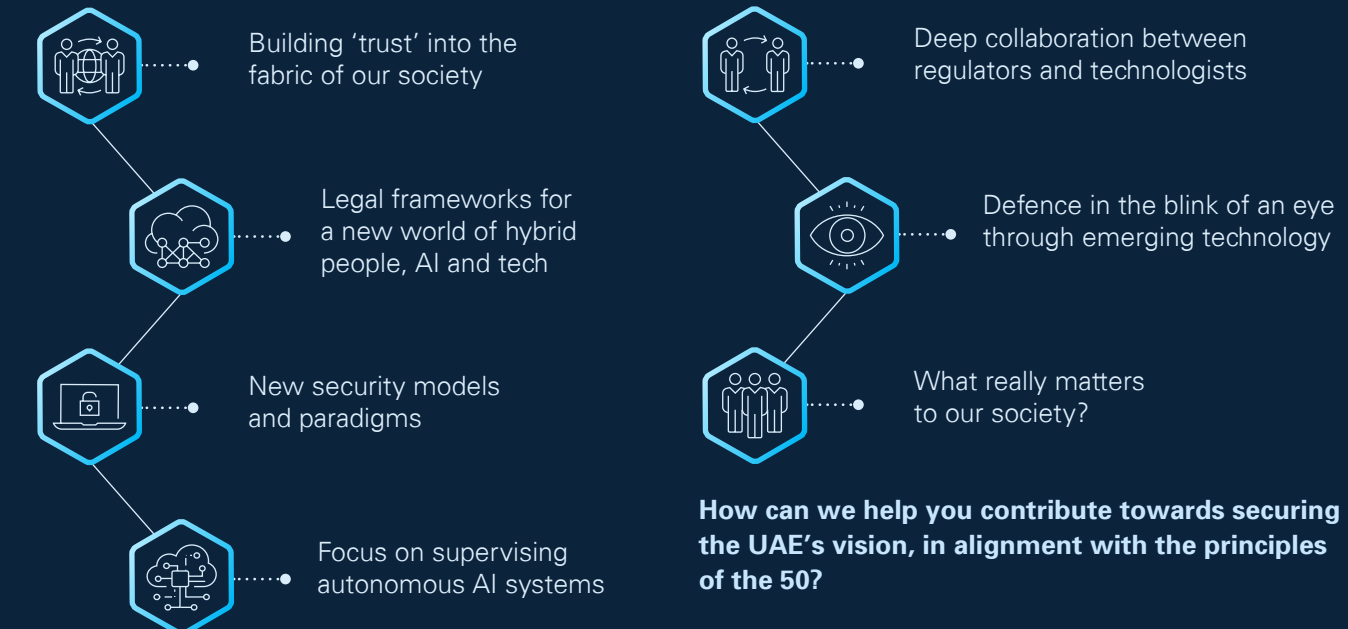 Building ‘trust’ into the
fabric of our society
Legal frameworks for
a new world of hybrid
people, AI and tech
New security models
and paradigms
Focus on supervising
autonomous AI systems
Deep collaboration between
regulators and technologists
Defence in the blink of an eye
through emerging technology
What really matters
to our society?
How can we help you contribute towards securing
the UAE’s vision, in alignment with the principles
of the 50?